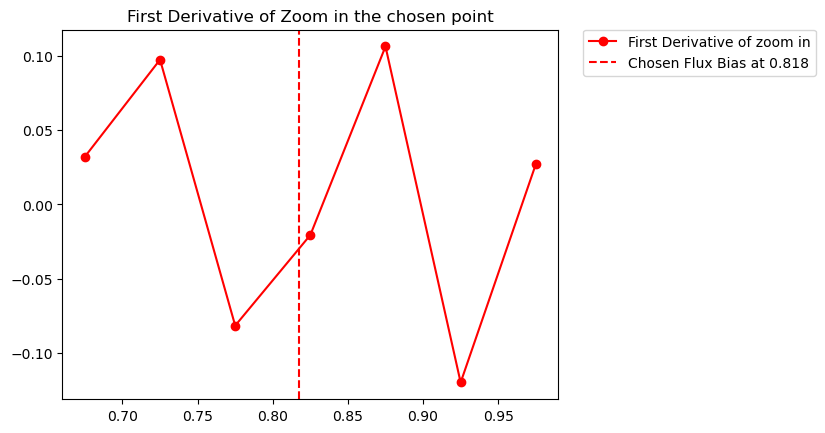 First Derivative of Zoom in the chosen point
First Derivative of zoom in
Chosen Flux Bias at 0.818
0.10
0.05
0.00
−0.05
−0.10
0.70 0.75 0.80 0.85 0.90 0.95